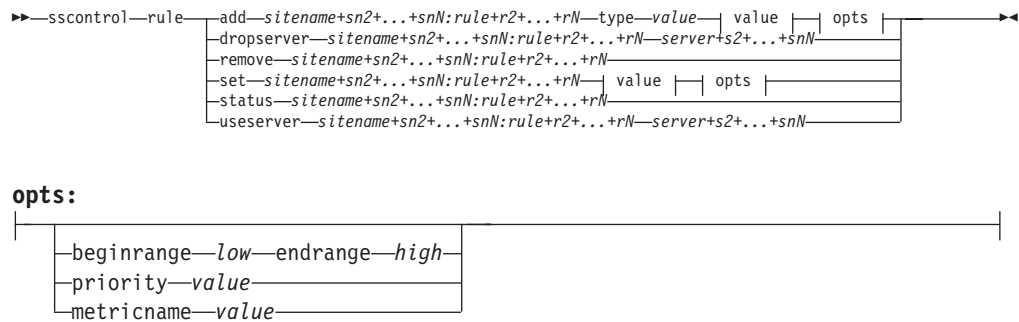 sscontrol rule add sitename+sn2+...+snN:rule+r2+...+rN type value value opts
dropserver sitename+sn2+...+snN:rule+r2+...+rN server+s2+...+snN
remove sitename+sn2+...+snN:rule+r2+...+rN
set sitename+sn2+...+snN:rule+r2+...+rN value opts
status sitename+sn2+...+snN:rule+r2+...+rN
useserver sitename+sn2+...+snN:rule+r2+...+rN server+s2+...+snN
opts:
beginrange low endrange high
priority value
metricname value